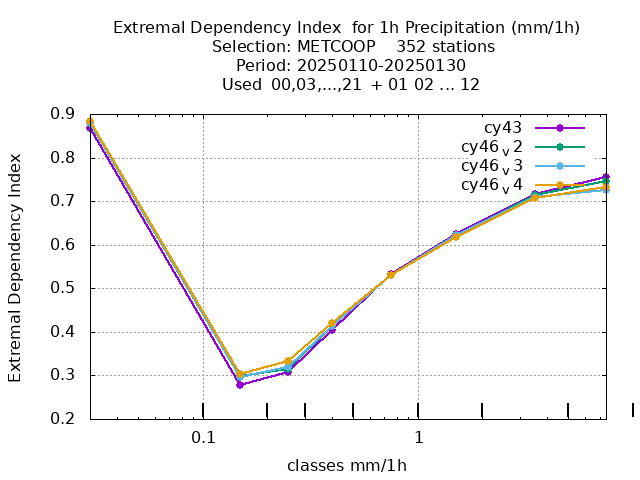 Extremal Dependency Index  for 1h Precipitation (mm/1h)
Selection: METCOOP    352 stations
Period: 20250110-20250130
Used  00,03,...,21  + 01 02 ... 12
0.9
0.8
0.7
0.6
0.5
0.4
0.3
0.2
Extremal Dependency Index
cy43
cy46v2
cy46v3
cy46v4
0.1
1
classes mm/1h